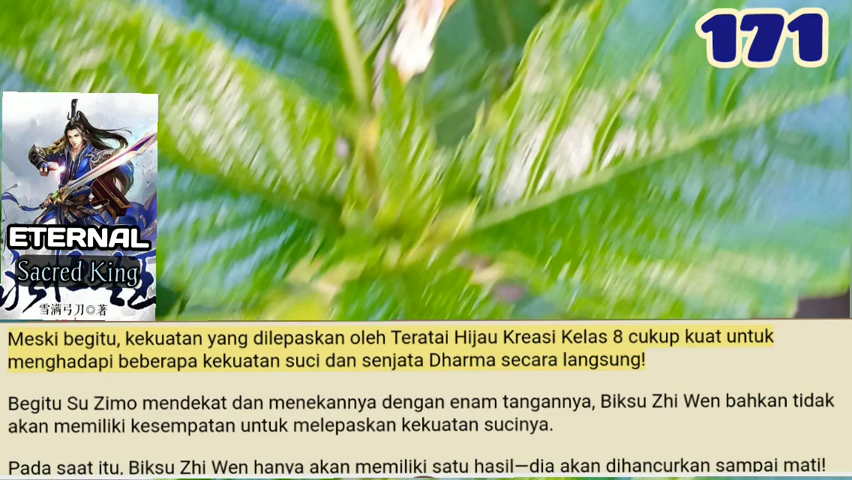 171
ETERNAL
Sacred King
雪满弓刀◎著
Meski begitu, kekuatan yang dilepaskan oleh Teratai Hijau Kreasi Kelas 8 cukup kuat untuk
menghadapi beberapa kekuatan suci dan senjata Dharma secara langsung!
Begitu Su Zimo mendekat dan menekannya dengan enam tangannya, Biksu Zhi Wen bahkan tidak
akan memiliki kesempatan untuk melepaskan kekuatan sucinya.
Pada saat itu, Biksu Zhi Wen hanya akan memiliki satu hasil—dia akan dihancurkan sampai mati!